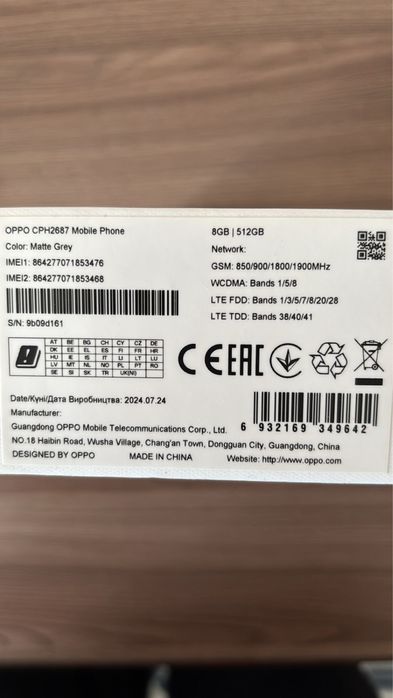 OPPO CPH2687 Mobile Phone
Color: Matte Grey
IMEI1: 864277071853476
IMEI2: 864277071853468
S/N: 9b09d161
8GB | 512GB
Network:
GSM: 850/900/1800/1900MHz
WCDMA: Bands 1/5/8
LTE FDD: Bands 1/3/5/7/8/20/28
LTE TDD: Bands 38/40/41
AT BE BG CH CY CZ DE
DK EE EL ES FI FR HR
HU IE IS IT LI LT LU
LV MT NL NO PL PT RO
SE SI SK TR UK(NI)
CE EAC
Date/Күні/Дата Виробництва: 2024.07.24
Manufacturer:
Guangdong OPPO Mobile Telecommunications Corp., Ltd.
6 932169 349642
NO.18 Haibin Road, Wusha Village, Chang'an Town, Dongguan City, Guangdong, China
DESIGNED BY OPPO MADE IN CHINA Website: http://www.oppo.com